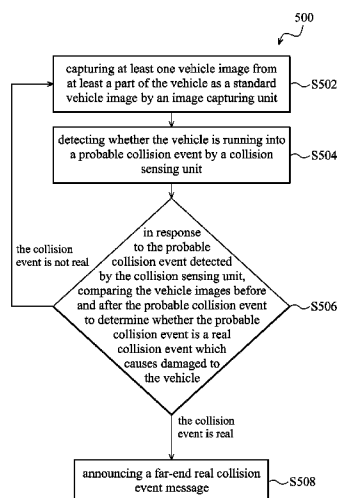 500
capturing at least one vehicle image from
at least a part of the vehicle as a standard
vehicle image by an image capturing unit
S502
detecting whether the vehicle is running into
a probable collision event by a collision
sensing unit
S504
the collision
event is not real
in response
to the probable
collision event detected
by the collision sensing unit,
comparing the vehicle images before
and after the probable collision event
to determine whether the probable
collision event is a real
collision event which
causes damaged to
the vehicle
S506
the collision
event is real
announcing a far-end real collision
event message
S508